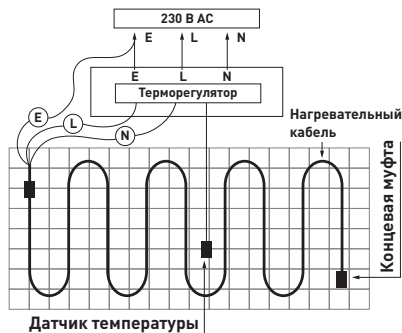 230 В AC
E L N
E L N
Терморегулятор
E
L
N
Нагревательный
кабель
Концевая муфта
Датчик температуры